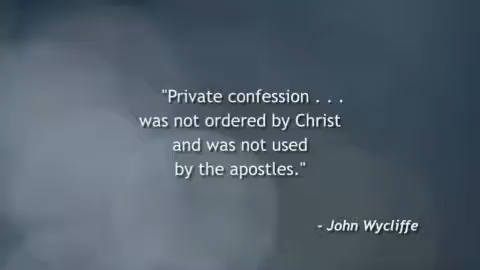 "Private confession . . .
was not ordered by Christ
and was not used
by the apostles."
- John Wycliffe